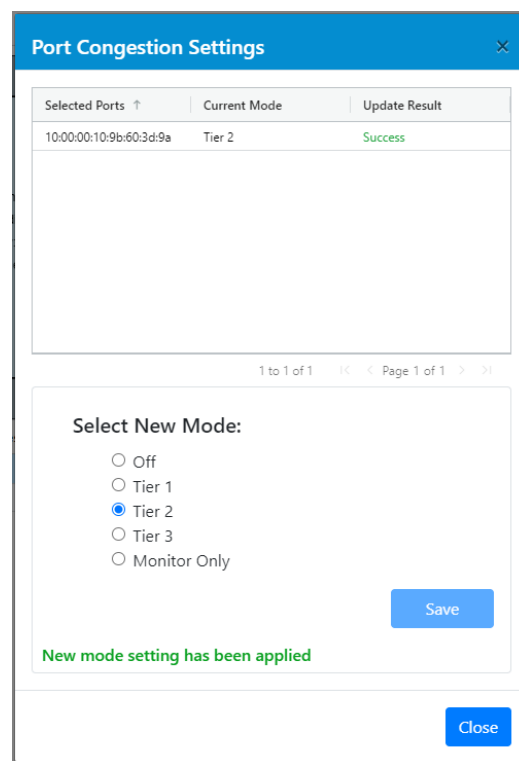 Port Congestion Settings ×
Selected Ports ↑ Current Mode Update Result
10:00:00:10:9b:60:3d:9a Tier 2 Success
1 to 1 of 1 Page 1 of 1
Select New Mode:
Off
Tier 1
Tier 2
Tier 3
Monitor Only
Save
New mode setting has been applied
Close